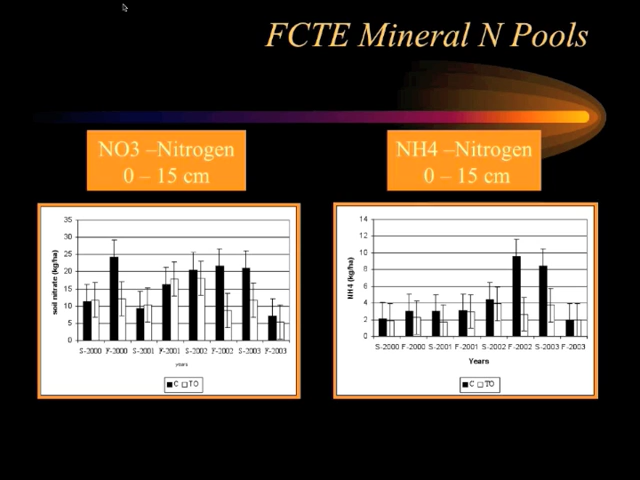 FCTE Mineral N Pools
NO3 –Nitrogen
0 – 15 cm
NH4 –Nitrogen
0 – 15 cm
soil nitrate (kg/ha)
35
30
25
20
15
10
5
0
S-2000 F-2000 S-2001 F-2001 S-2002 F-2002 S-2003 F-2003
years
C TO
NH4 (kg/ha)
14
12
10
8
6
4
2
0
S-2000 F-2000 S-2001 F-2001 S-2002 F-2002 S-2003 F-2003
Years
C TO